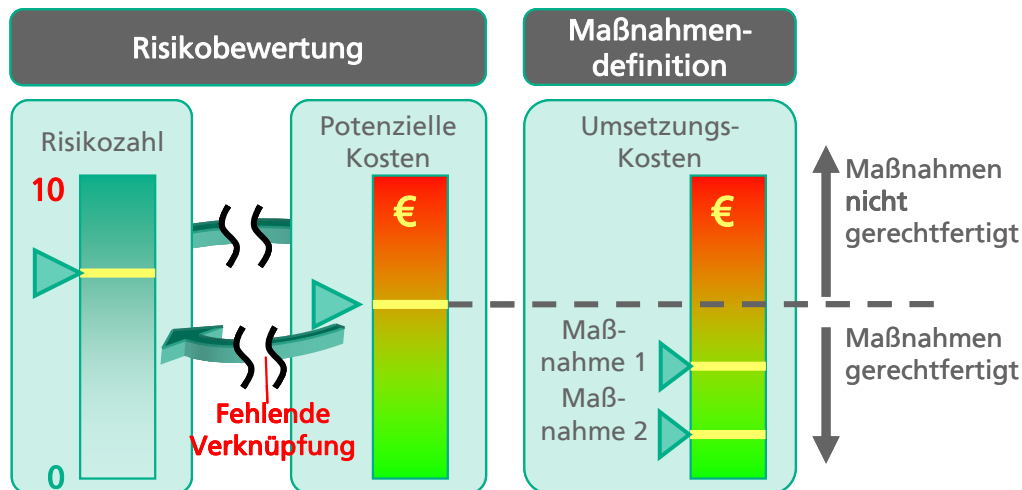 Risikobewertung
Maßnahmen-
definition
Risikozahl
10
0
Potenzielle
Kosten
€
Fehlende
Verknüpfung
Umsetzungs-
Kosten
€
Maß-
nahme 1
Maß-
nahme 2
Maßnahmen
nicht
gerechtfertigt
Maßnahmen
gerechtfertigt